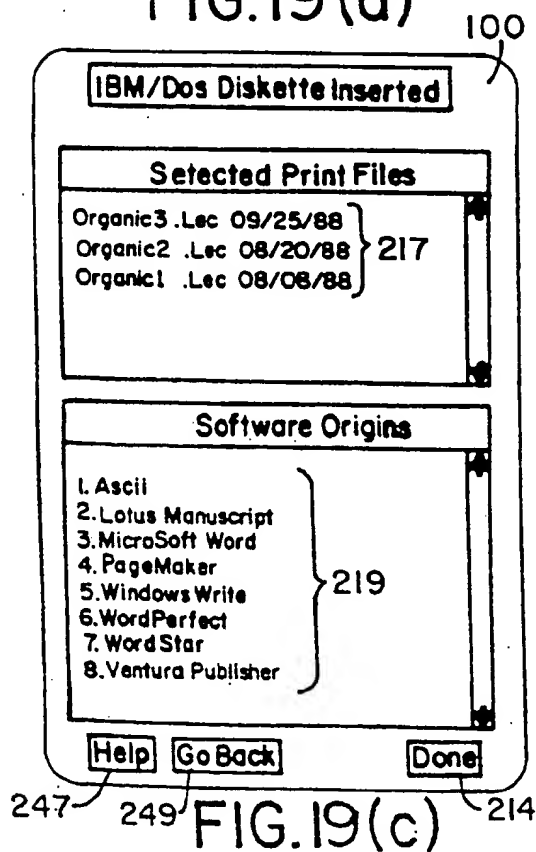 FIG.19(a)
100
IBM/Dos Diskette Inserted
Selected Print Files
Organic3 .Lec 09/25/88
Organic2 .Lec 08/20/88
Organic1 .Lec 08/08/88
217
Software Origins
1. Ascii
2. Lotus Manuscript
3. MicroSoft Word
4. PageMaker
5. Windows Write
6. WordPerfect
7. WordStar
8. Ventura Publisher
219
Help Go Back Done
247 249 214
FIG.19(c)